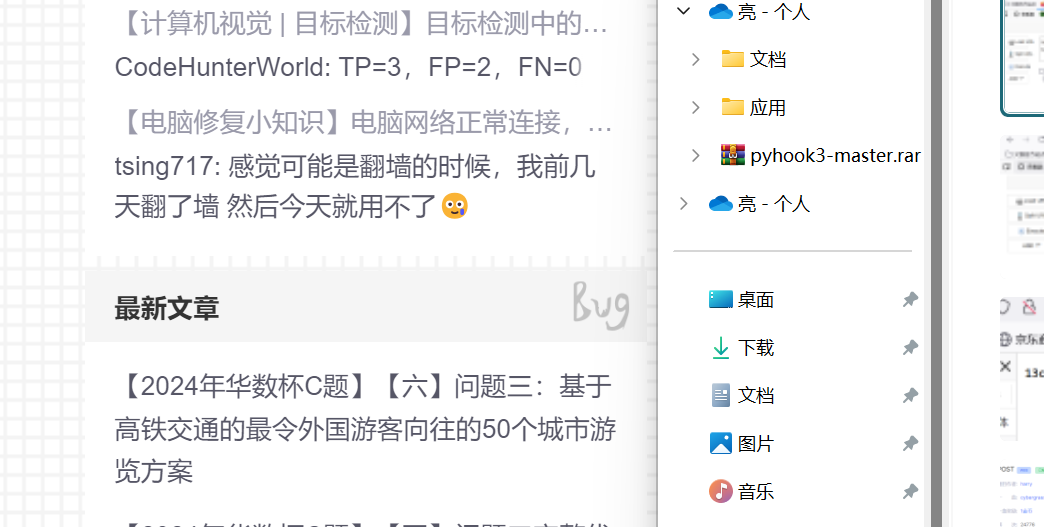 【计算机视觉 | 目标检测】目标检测中的...
CodeHunterWorld: TP=3，FP=2，FN=0
【电脑修复小知识】电脑网络正常连接，...
tsing717: 感觉可能是翻墙的时候，我前几
天翻了墙 然后今天就用不了
最新文章
Bug
【2024年华数杯C题】【六】问题三：基于
高铁交通的最令外国游客向往的50个城市游
览方案
亮 - 个人
文档
应用
pyhook3-master.rar
亮 - 个人
桌面
下载
文档
图片
音乐
POST